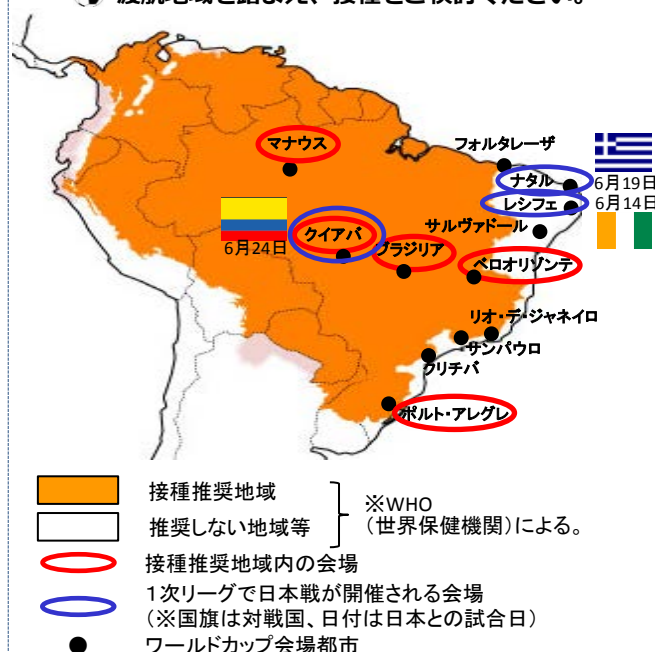 マナウス
フォルタレーザ
ナタル
6月19日
レシフェ
6月14日
サルヴァドール
6月24日
クイアバ
ブラジリア
ベロオリゾンテ
リオ・デ・ジャネイロ
サンパウロ
クリチバ
ポルト・アレグレ
接種推奨地域
推奨しない地域等
※WHO
(世界保健機関)による。
接種推奨地域内の会場
1次リーグで日本戦が開催される会場
(※国旗は対戦国、日付は日本との試合日)
ワールドカップ会場都市